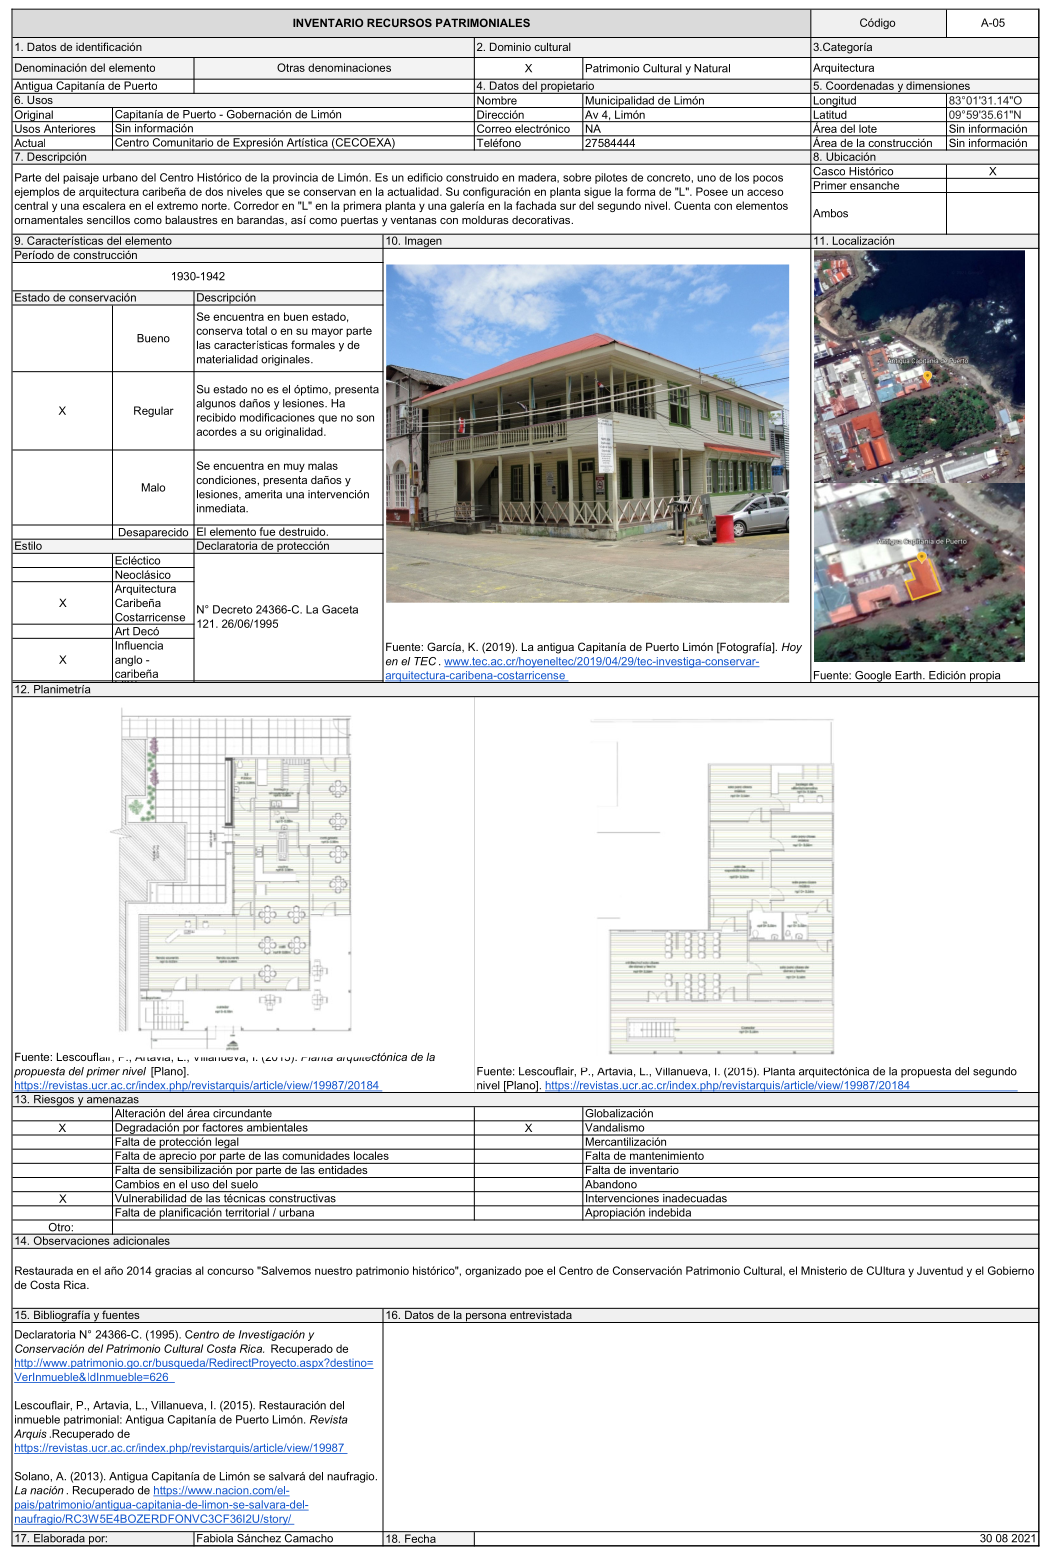 INVENTARIO RECURSOS PATRIMONIALES
Código
A-05
1. Datos de identificación
2. Dominio cultural
3.Categoría
Denominación del elemento
Otras denominaciones
X
Patrimonio Cultural y Natural
Arquitectura
Antigua Capitanía de Puerto
4. Datos del propietario
5. Coordenadas y dimensiones
6. Usos
Nombre
Municipalidad de Limón
Longitud
83°01'31.14"O
Original
Capitanía de Puerto - Gobernación de Limón
Dirección
Av 4, Limón
Latitud
09°59'35.61"N
Usos Anteriores
Sin información
Correo electrónico
NA
Área del lote
Sin información
Actual
Centro Comunitario de Expresión Artística (CECOEXA)
Teléfono
27584444
Área de la construcción
Sin información
7. Descripción
8. Ubicación
Parte del paisaje urbano del Centro Histórico de la provincia de Limón. Es un edificio construido en madera, sobre pilotes de concreto, uno de los pocos
ejemplos de arquitectura caribeña de dos niveles que se conservan en la actualidad. Su configuración en planta sigue la forma de "L". Posee un acceso
central y una escalera en el extremo norte. Corredor en "L" en la primera planta y una galería en la fachada sur del segundo nivel. Cuenta con elementos
ornamentales sencillos como balaustres en barandas, así como puertas y ventanas con molduras decorativas.
Casco Histórico
X
Primer ensanche
Ambos
9. Características del elemento
10. Imagen
11. Localización
Período de construcción
1930-1942
Estado de conservación
Descripción
Bueno
Se encuentra en buen estado,
conserva total o en su mayor parte
las características formales y de
materialidad originales.
X
Regular
Su estado no es el óptimo, presenta
algunos daños y lesiones. Ha
recibido modificaciones que no son
acordes a su originalidad.
Malo
Se encuentra en muy malas
condiciones, presenta daños y
lesiones, amerita una intervención
inmediata.
Desaparecido
El elemento fue destruido.
Estilo
Declaratoria de protección
Ecléctico
Neoclásico
X
Arquitectura
Caribeña
Costarricense
Art Decó
X
Influencia
anglo -
caribeña
N° Decreto 24366-C. La Gaceta
121. 26/06/1995
Fuente: García, K. (2019). La antigua Capitanía de Puerto Limón [Fotografía]. Hoy
en el TEC . www.tec.ac.cr/hoyeneltec/2019/04/29/tec-investiga-conservar-
arquitectura-caribena-costarricense
Antigua Capitanía de Puerto
Antigua Capitanía de Puerto
Fuente: Google Earth. Edición propia
12. Planimetría
Fuente: Lescouflair, P., Artavia, L., Villanueva, I. (2015). Planta arquitectónica de la
propuesta del primer nivel [Plano].
https://revistas.ucr.ac.cr/index.php/revistarquis/article/view/19987/20184
Fuente: Lescouflair, P., Artavia, L., Villanueva, I. (2015). Planta arquitectónica de la propuesta del segundo
nivel [Plano]. https://revistas.ucr.ac.cr/index.php/revistarquis/article/view/19987/20184
13. Riesgos y amenazas
Alteración del área circundante
Globalización
X
Degradación por factores ambientales
X
Vandalismo
Falta de protección legal
Mercantilización
Falta de aprecio por parte de las comunidades locales
Falta de mantenimiento
Falta de sensibilización por parte de las entidades
Falta de inventario
Cambios en el uso del suelo
Abandono
X
Vulnerabilidad de las técnicas constructivas
Intervenciones inadecuadas
Falta de planificación territorial / urbana
Apropiación indebida
Otro:
14. Observaciones adicionales
Restaurada en el año 2014 gracias al concurso "Salvemos nuestro patrimonio histórico", organizado poe el Centro de Conservación Patrimonio Cultural, el Mnisterio de CUltura y Juventud y el Gobierno
de Costa Rica.
15. Bibliografía y fuentes
16. Datos de la persona entrevistada
Declaratoria N° 24366-C. (1995). Centro de Investigación y
Conservación del Patrimonio Cultural Costa Rica. Recuperado de
http://www.patrimonio.go.cr/busqueda/RedirectProyecto.aspx?destino=
VerInmueble&IdInmueble=626
Lescouflair, P., Artavia, L., Villanueva, I. (2015). Restauración del
inmueble patrimonial: Antigua Capitanía de Puerto Limón. Revista
Arquis .Recuperado de
https://revistas.ucr.ac.cr/index.php/revistarquis/article/view/19987
Solano, A. (2013). Antigua Capitanía de Limón se salvará del naufragio.
La nación . Recuperado de https://www.nacion.com/el-
pais/patrimonio/antigua-capitania-de-limon-se-salvara-del-
naufragio/RC3W5E4BOZERDFONVC3CF36I2U/story/
17. Elaborada por:
Fabiola Sánchez Camacho
18. Fecha
30 08 2021